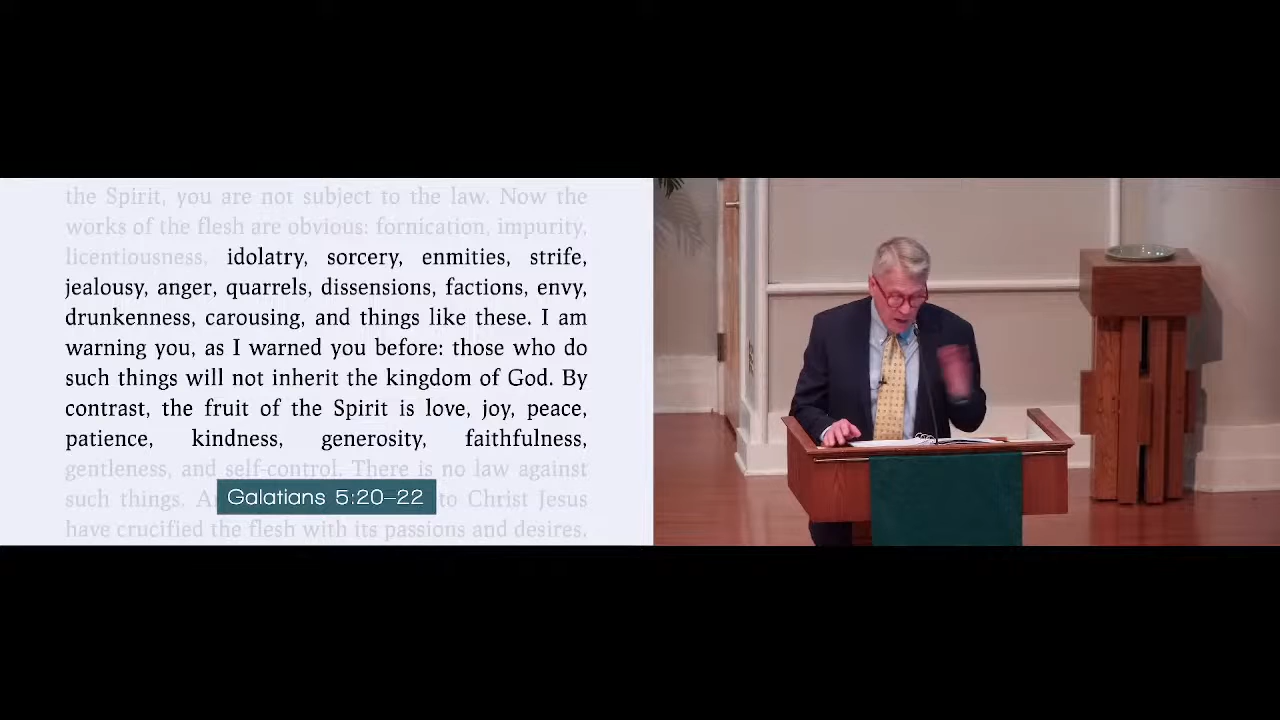 the Spirit, you are not subject to the law. Now the
works of the flesh are obvious: fornication, impurity,
licentiousness, idolatry, sorcery, enmities, strife,
jealousy, anger, quarrels, dissensions, factions, envy,
drunkenness, carousing, and things like these. I am
warning you, as I warned you before: those who do
such things will not inherit the kingdom of God. By
contrast, the fruit of the Spirit is love, joy, peace,
patience, kindness, generosity, faithfulness,
gentleness, and self-control. There is no law against
such things. to Christ Jesus
Galatians 5:20–22
have crucified the flesh with its passions and desires.